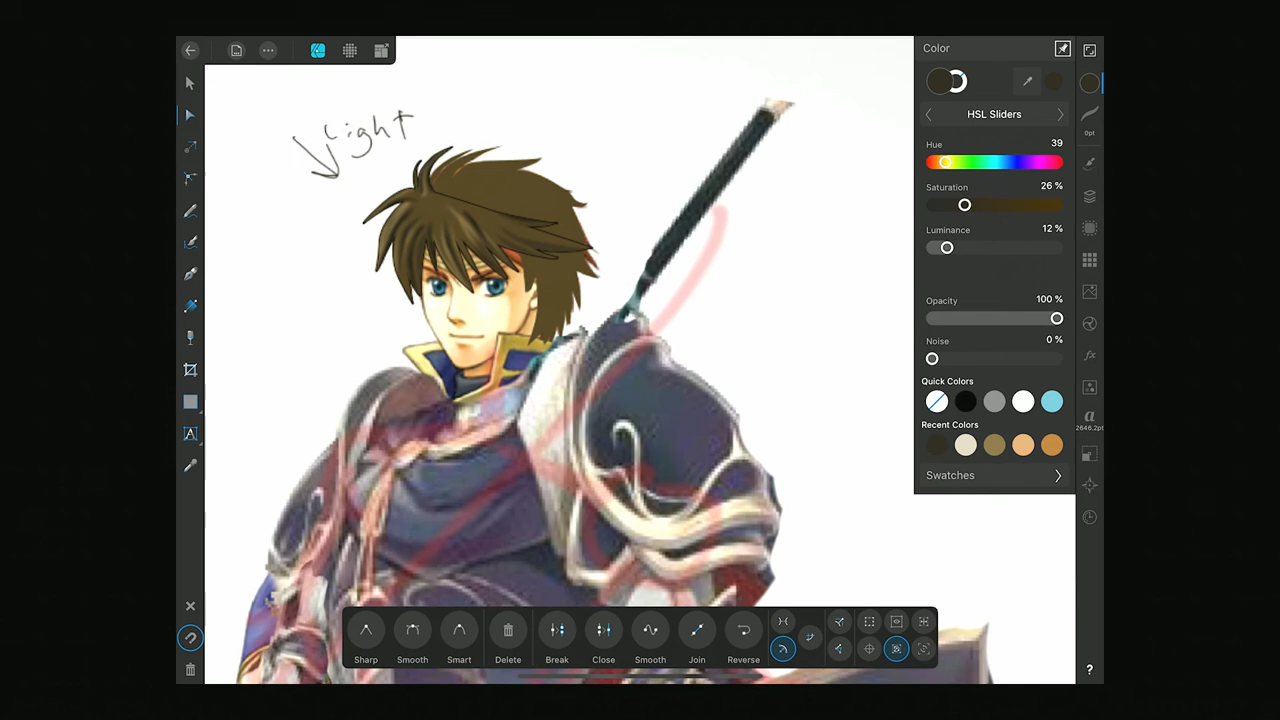 Color
HSL Sliders
0pt
Hue 39
Saturation 26 %
Luminance 12 %
Opacity 100 %
Noise 0 %
Quick Colors
Recent Colors
Swatches
a
2646.2pt
fx
A
Sharp Smooth Smart Delete Break Close Smooth Join Reverse
?